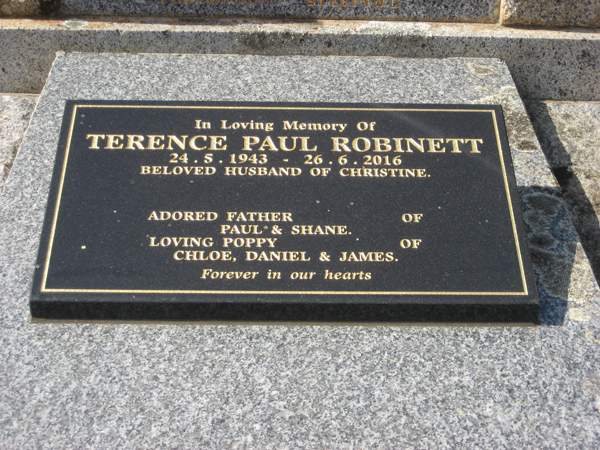 In Loving Memory Of
TERENCE PAUL ROBINETT
24 . 5 . 1943 - 26 . 6 . 2016
BELOVED HUSBAND OF CHRISTINE.
ADORED FATHER OF
PAUL & SHANE.
LOVING POPPY OF
CHLOE, DANIEL & JAMES.
Forever in our hearts